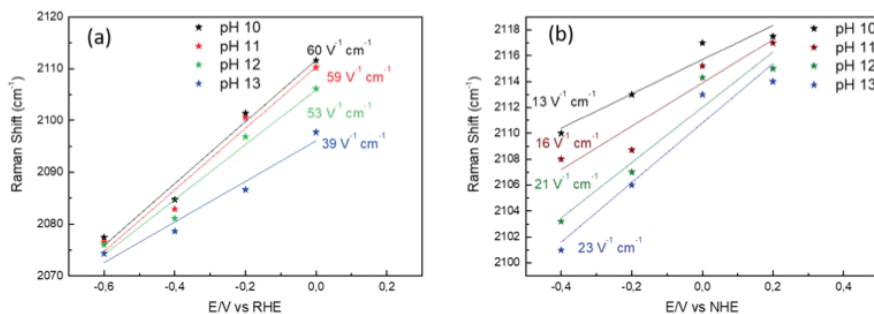 (a)
pH 10
pH 11
pH 12
pH 13
60 V⁻¹ cm⁻¹
59 V⁻¹ cm⁻¹
53 V⁻¹ cm⁻¹
39 V⁻¹ cm⁻¹
Raman Shift (cm⁻¹)
2120
2110
2100
2090
2080
2070
-0,6 -0,4 -0,2 0,0 0,2
E/V vs RHE
(b)
pH 10
pH 11
pH 12
pH 13
13 V⁻¹ cm⁻¹
16 V⁻¹ cm⁻¹
21 V⁻¹ cm⁻¹
23 V⁻¹ cm⁻¹
Raman Shift (cm⁻¹)
2118
2116
2114
2112
2110
2108
2106
2104
2102
2100
-0,4 -0,2 0,0 0,2 0,4
E/V vs NHE